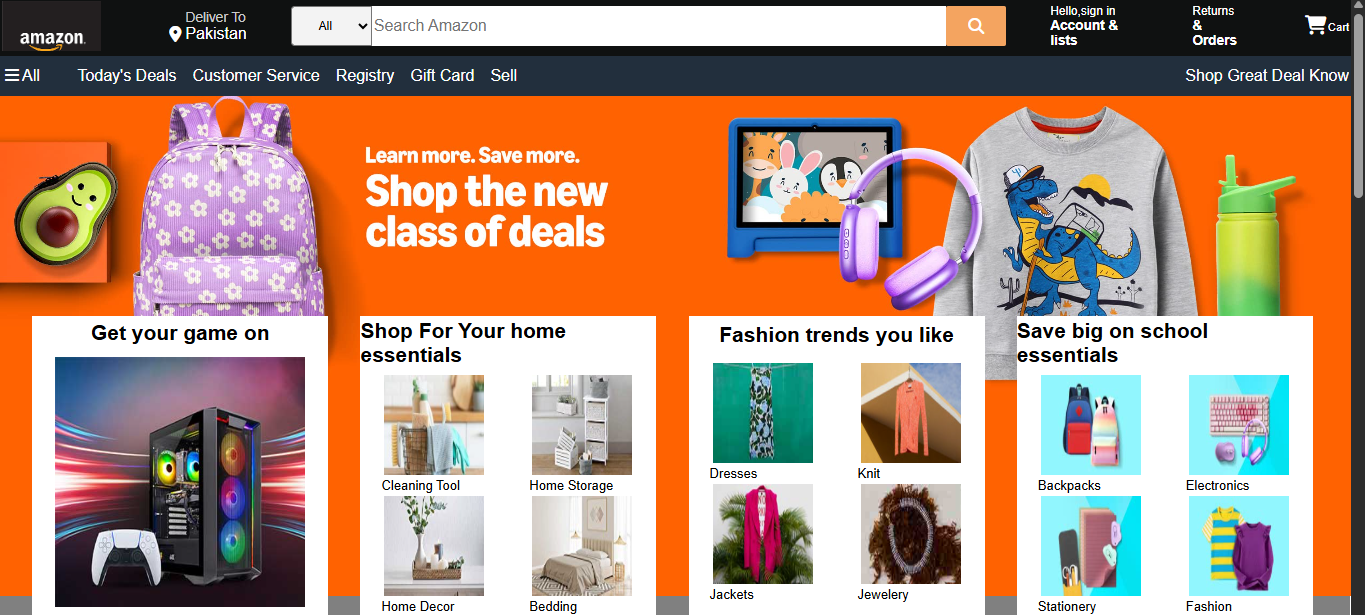 amazon.
Deliver To
Pakistan
All
Search Amazon
Hello,sign in
Account &
lists
Returns
&
Orders
Cart
All
Today's Deals
Customer Service
Registry
Gift Card
Sell
Shop Great Deal Know
Learn more. Save more.
Shop the new
class of deals
Get your game on
Shop For Your home
essentials
Cleaning Tool
Home Storage
Home Decor
Bedding
Fashion trends you like
Dresses
Knit
Jackets
Jewelery
Save big on school
essentials
Backpacks
Electronics
Stationery
Fashion